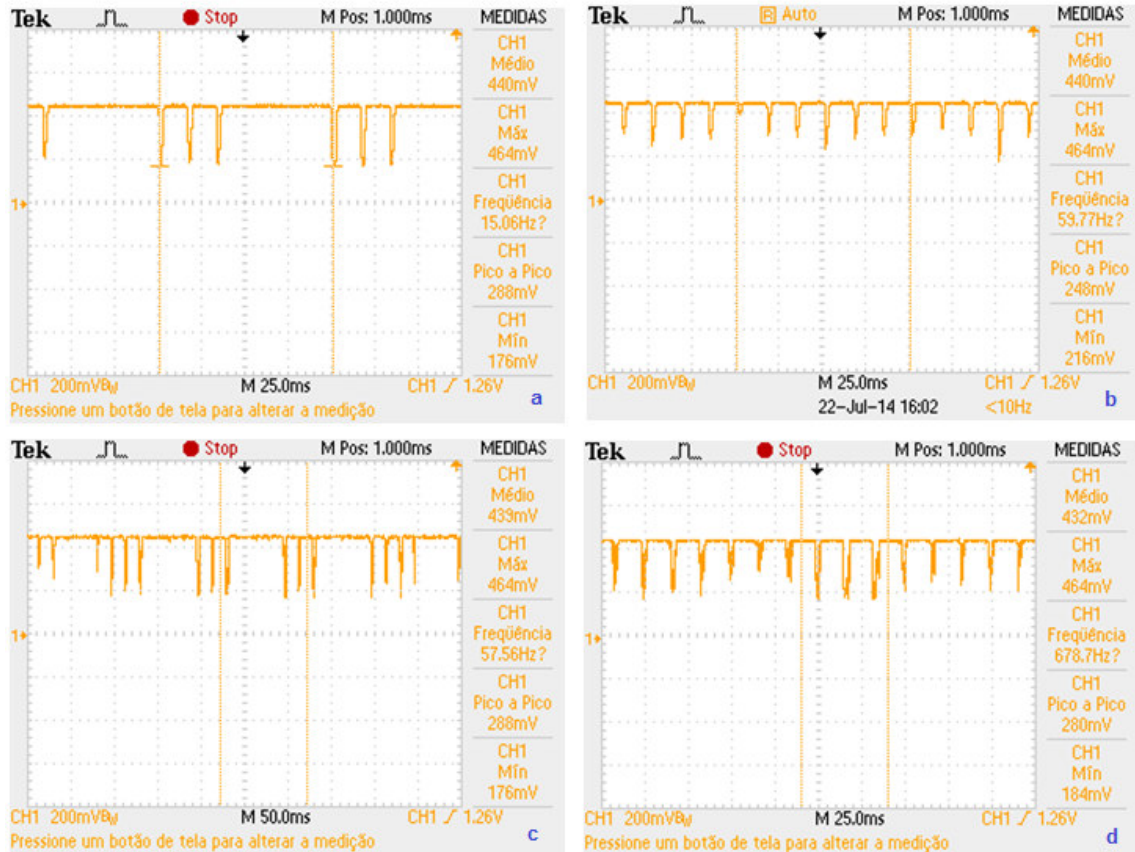 Tek Stop M Pos: 1.000ms MEDIDAS
CH1
Médio
440mV
CH1
Máx
464mV
CH1
Freqüência
15.06Hz?
CH1
Pico a Pico
288mV
CH1
Mín
176mV
1
CH1 200mVBW M 25.0ms CH1 1.26V
Pressione um botão de tela para alterar a medição
a
Tek R Auto M Pos: 1.000ms MEDIDAS
CH1
Médio
440mV
CH1
Máx
464mV
CH1
Freqüência
59.77Hz?
CH1
Pico a Pico
248mV
CH1
Mín
216mV
1
CH1 200mVBW M 25.0ms CH1 1.26V
22-Jul-14 16:02 <10Hz
b
Tek Stop M Pos: 1.000ms MEDIDAS
CH1
Médio
439mV
CH1
Máx
464mV
CH1
Freqüência
57.56Hz?
CH1
Pico a Pico
288mV
CH1
Mín
176mV
1
CH1 200mVBW M 50.0ms CH1 1.26V
Pressione um botão de tela para alterar a medição
c
Tek Stop M Pos: 1.000ms MEDIDAS
CH1
Médio
432mV
CH1
Máx
464mV
CH1
Freqüência
678.7Hz?
CH1
Pico a Pico
280mV
CH1
Mín
184mV
1
CH1 200mVBW M 25.0ms CH1 1.26V
Pressione um botão de tela para alterar a medição
d